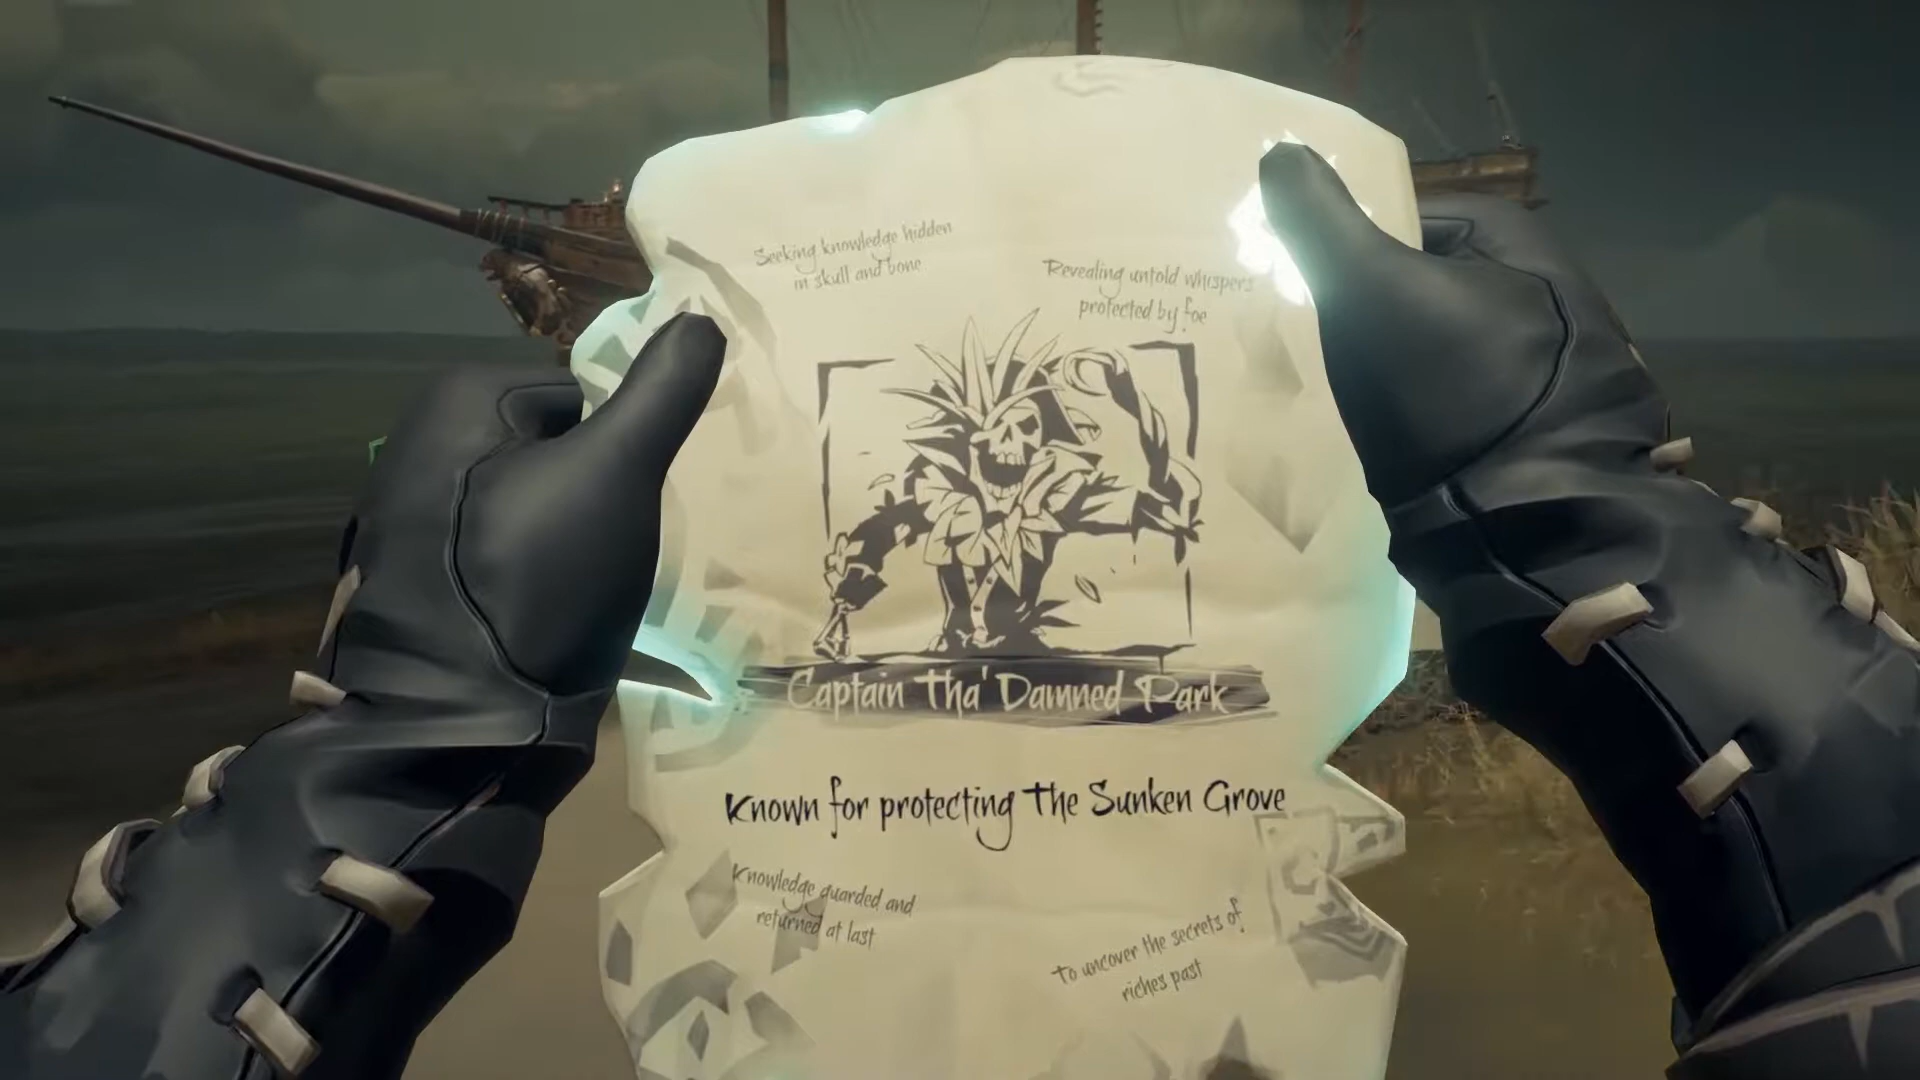 Seeking knowledge hidden
in skull and bone
Revealing untold whispers
protected by foe
Captain Tha' Damned Park
Known for protecting The Sunken Grove
Knowledge guarded and
returned at last
To uncover the secrets of
riches past